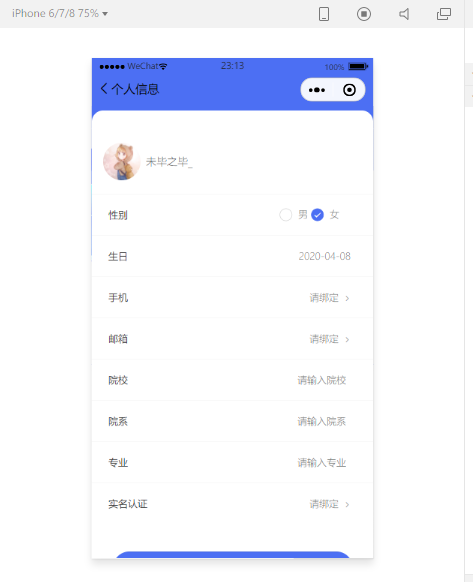 iPhone 6/7/8 75%
WeChat 23:13 100%
个人信息
未毕之毕_
性别 男 女
生日 2020-04-08
手机 请绑定
邮箱 请绑定
院校 请输入院校
院系 请输入院系
专业 请输入专业
实名认证 请绑定